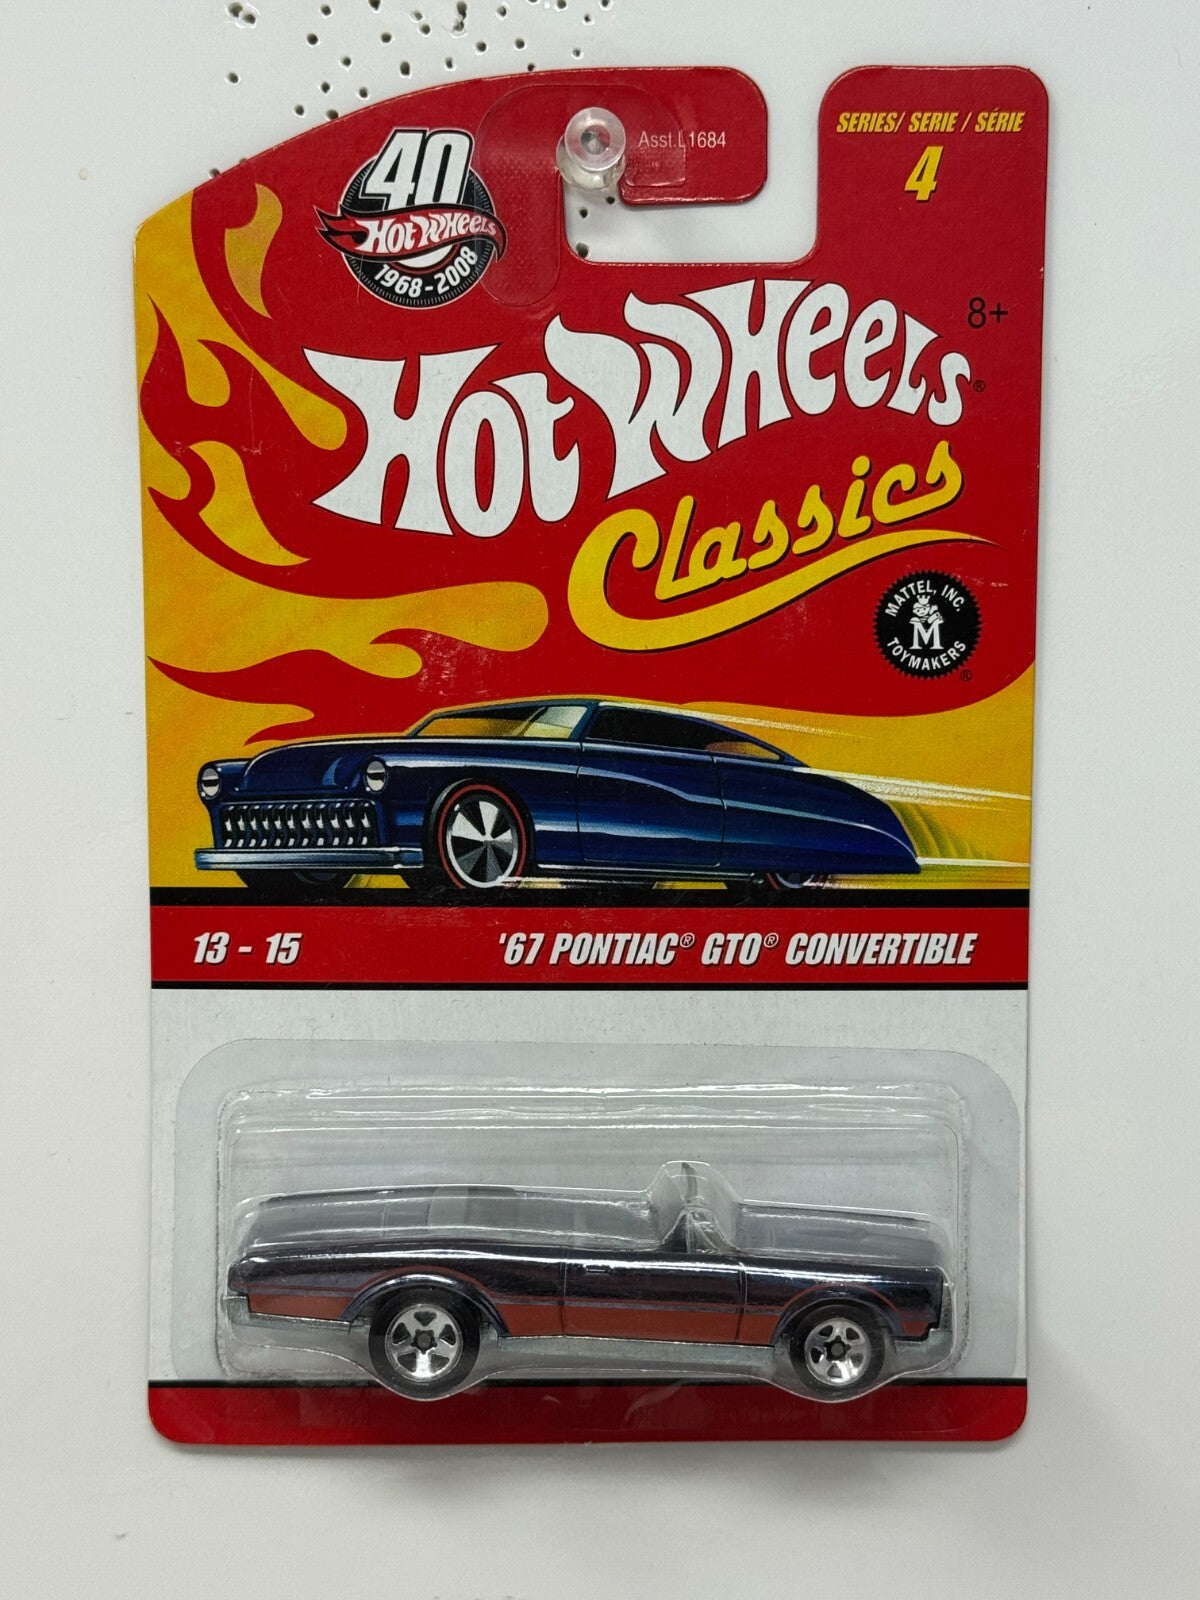 Asst.L1684
SERIES/ SERIE / SÉRIE
4
40
HOT WHEELS
1968-2008
8+
HOT WHEELS®
Classics
MATTEL, INC.
M
TOYMAKERS
®
13 - 15
'67 PONTIAC® GTO® CONVERTIBLE